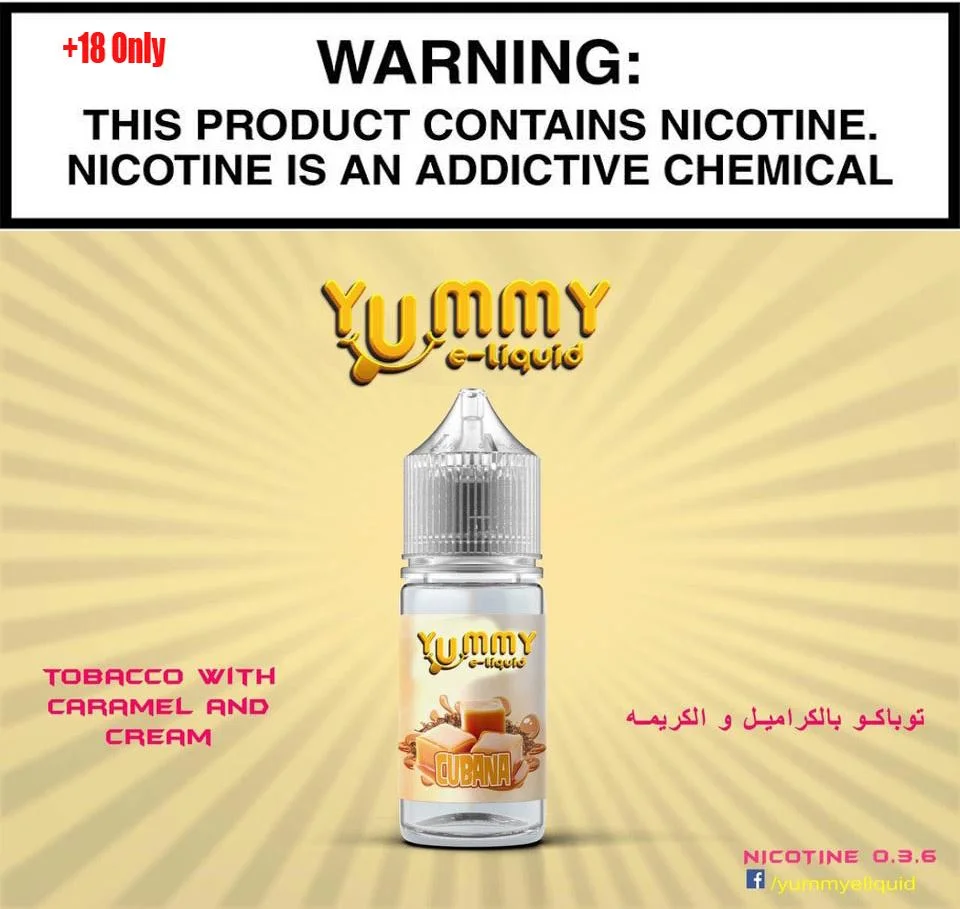 +18 Only
WARNING:
THIS PRODUCT CONTAINS NICOTINE.
NICOTINE IS AN ADDICTIVE CHEMICAL
YUMMY
e-liquid
YUMMY
e-liquid
CUBANA
TOBACCO WITH
CARAMEL AND
CREAM
توباكو بالكراميل و الكريمه
NICOTINE 0.3.6
f /yummyeliquid